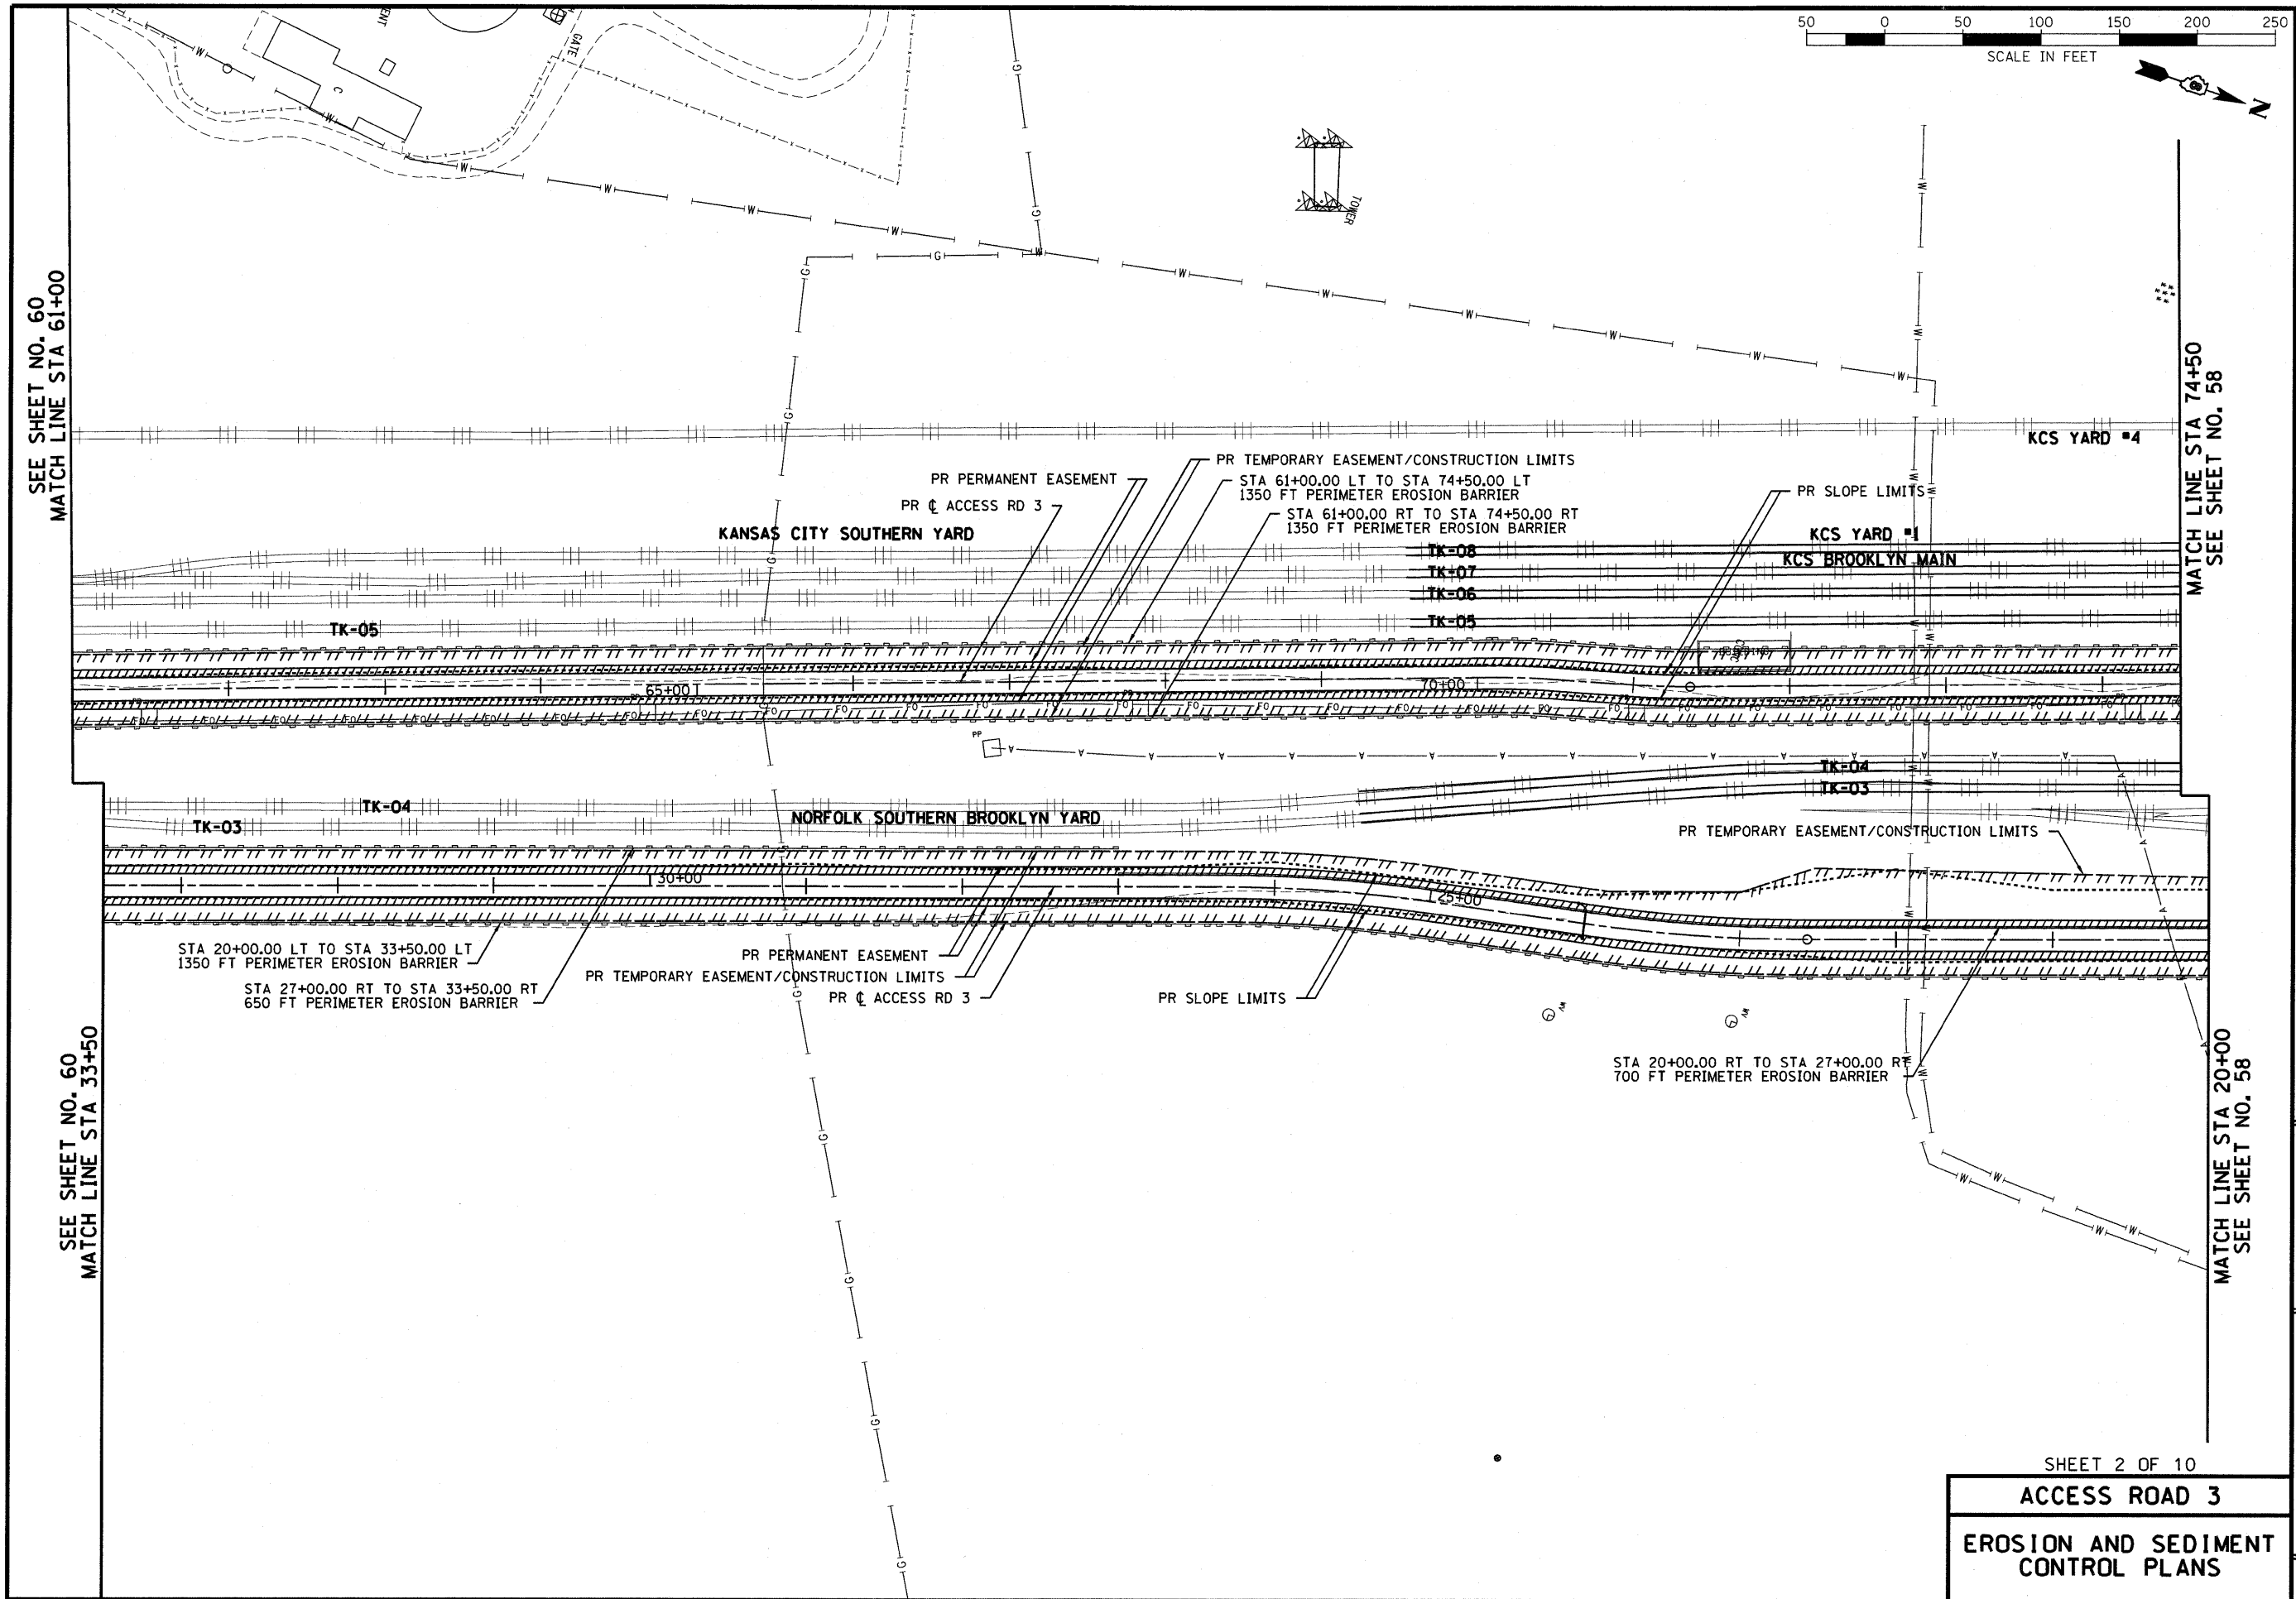 50 0 50 100 150 200 250
SCALE IN FEET
N
GATE
C
TOWER
SEE SHEET NO. 60
MATCH LINE STA 61+00
MATCH LINE STA 74+50
SEE SHEET NO. 58
KCS YARD #4
PR TEMPORARY EASEMENT/CONSTRUCTION LIMITS
PR PERMANENT EASEMENT
STA 61+00.00 LT TO STA 74+50.00 LT
1350 FT PERIMETER EROSION BARRIER
PR ℄ ACCESS RD 3
STA 61+00.00 RT TO STA 74+50.00 RT
1350 FT PERIMETER EROSION BARRIER
PR SLOPE LIMITS
KANSAS CITY SOUTHERN YARD
KCS YARD #1
KCS BROOKLYN MAIN
TK-08
TK-07
TK-06
TK-05
TK-05
65+00
70+00
PP
TK-04
TK-03
TK-04
TK-03
NORFOLK SOUTHERN BROOKLYN YARD
PR TEMPORARY EASEMENT/CONSTRUCTION LIMITS
30+00
25+00
STA 20+00.00 LT TO STA 33+50.00 LT
1350 FT PERIMETER EROSION BARRIER
STA 27+00.00 RT TO STA 33+50.00 RT
650 FT PERIMETER EROSION BARRIER
PR PERMANENT EASEMENT
PR TEMPORARY EASEMENT/CONSTRUCTION LIMITS
PR ℄ ACCESS RD 3
PR SLOPE LIMITS
STA 20+00.00 RT TO STA 27+00.00 RT
700 FT PERIMETER EROSION BARRIER
SEE SHEET NO. 60
MATCH LINE STA 33+50
MATCH LINE STA 20+00
SEE SHEET NO. 58
SHEET 2 OF 10
ACCESS ROAD 3
EROSION AND SEDIMENT
CONTROL PLANS